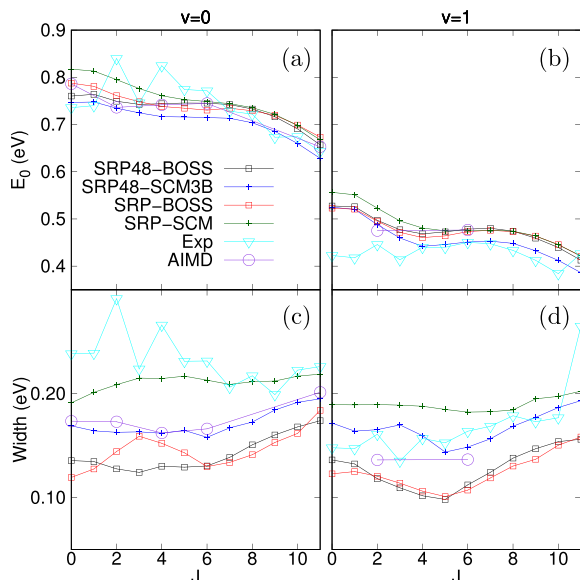 v=0 v=1
0.9
(a) (b)
0.8
0.7
E0 (eV)
0.6
0.5
0.4
SRP48-BOSS
SRP48-SCM3B
SRP-BOSS
SRP-SCM
Exp
AIMD
(c) (d)
0.20
Width (eV)
0.10
0 2 4 6 8 10 0 2 4 6 8 10
J J